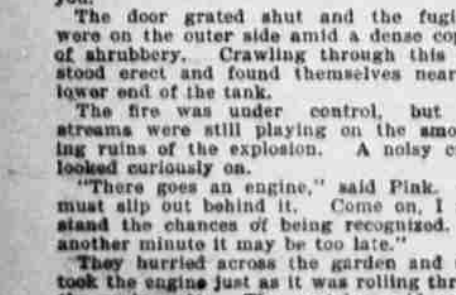 you.
The door grated shut and the fugi
were on the outer side amid a dense cop
of shrubbery. Crawling through this
stood erect and found themselves near
lower end of the tank.
The fire was under control, but
streams were still playing on the smo
ing ruins of the explosion. A noisy c
looked curiously on.
"There goes an engine," said Pink.
must slip out behind it. Come on, I
stand the chances of being recognized.
another minute it may be too late."
They hurried across the garden and
took the engine just as it was rolling thr